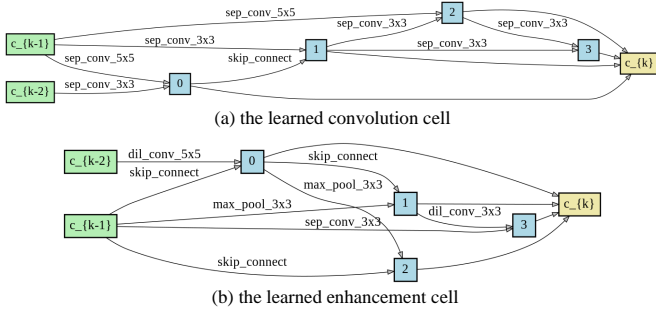 2
sep_conv_5x5
sep_conv_3x3
sep_conv_3x3
c_{k-1}
sep_conv_3x3
1
sep_conv_3x3
3
sep_conv_5x5
skip_connect
c_{k}
c_{k-2}
sep_conv_3x3
0
(a) the learned convolution cell
c_{k-2}
dil_conv_5x5
0
skip_connect
skip_connect
max_pool_3x3
max_pool_3x3
1
dil_conv_3x3
c_{k}
c_{k-1}
sep_conv_3x3
3
skip_connect
2
(b) the learned enhancement cell